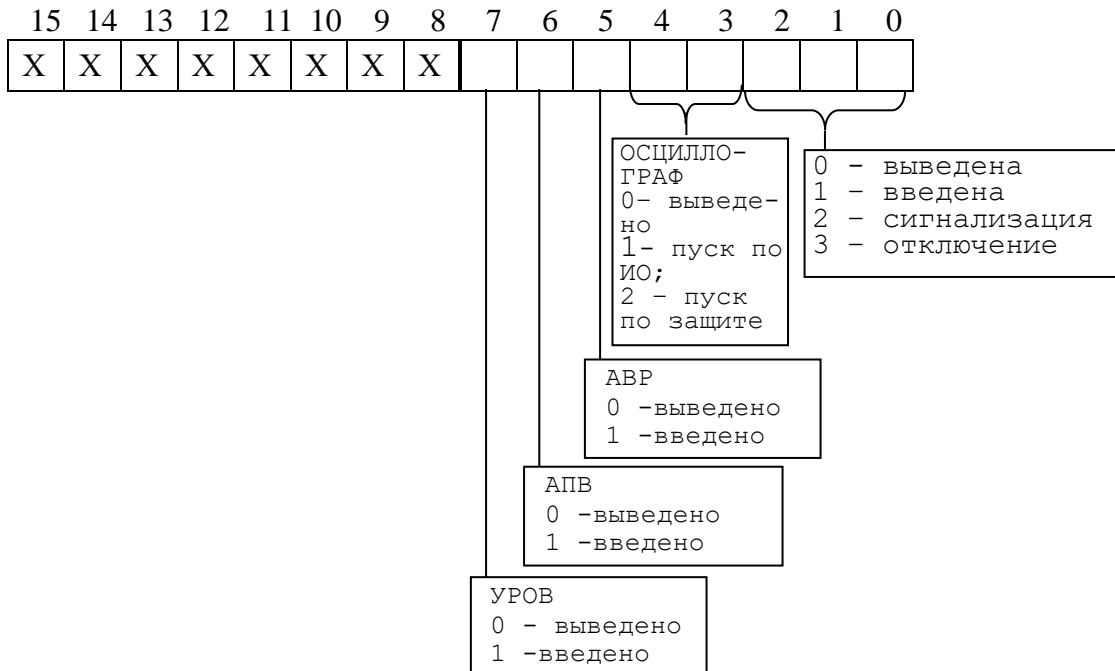 15 14 13 12 11 10 9 8 7 6 5 4 3 2 1 0
X X X X X X X X
ОСЦИЛЛО-
ГРАФ
0– выведе-
но
1- пуск по
ИО;
2 – пуск
по защите
0 - выведена
1 – введена
2 – сигнализация
3 – отключение
АВР
0 -выведено
1 -введено
АПВ
0 -выведено
1 -введено
УРОВ
0 - выведено
1 -введено